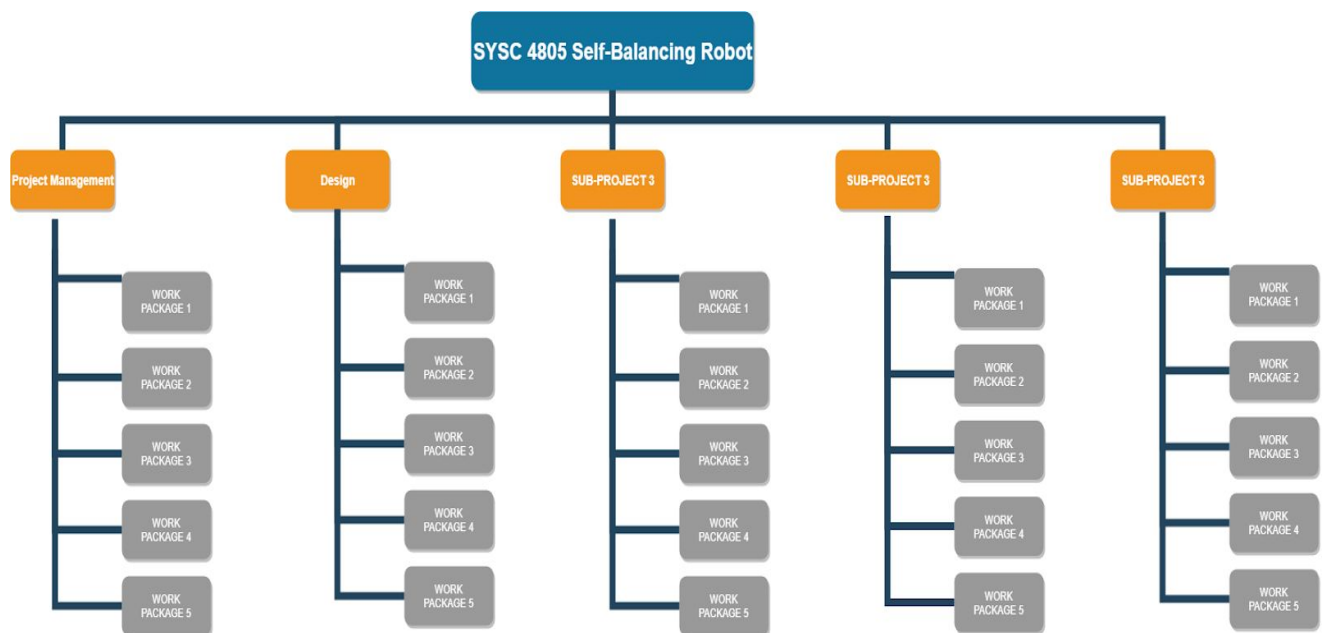 SYSC 4805 Self-Balancing Robot
Project Management
Design
SUB-PROJECT 3
SUB-PROJECT 3
SUB-PROJECT 3
WORK
PACKAGE 1
WORK
PACKAGE 2
WORK
PACKAGE 3
WORK
PACKAGE 4
WORK
PACKAGE 5
WORK
PACKAGE 1
WORK
PACKAGE 2
WORK
PACKAGE 3
WORK
PACKAGE 4
WORK
PACKAGE 5
WORK
PACKAGE 1
WORK
PACKAGE 2
WORK
PACKAGE 3
WORK
PACKAGE 4
WORK
PACKAGE 5
WORK
PACKAGE 1
WORK
PACKAGE 2
WORK
PACKAGE 3
WORK
PACKAGE 4
WORK
PACKAGE 5
WORK
PACKAGE 1
WORK
PACKAGE 2
WORK
PACKAGE 3
WORK
PACKAGE 4
WORK
PACKAGE 5